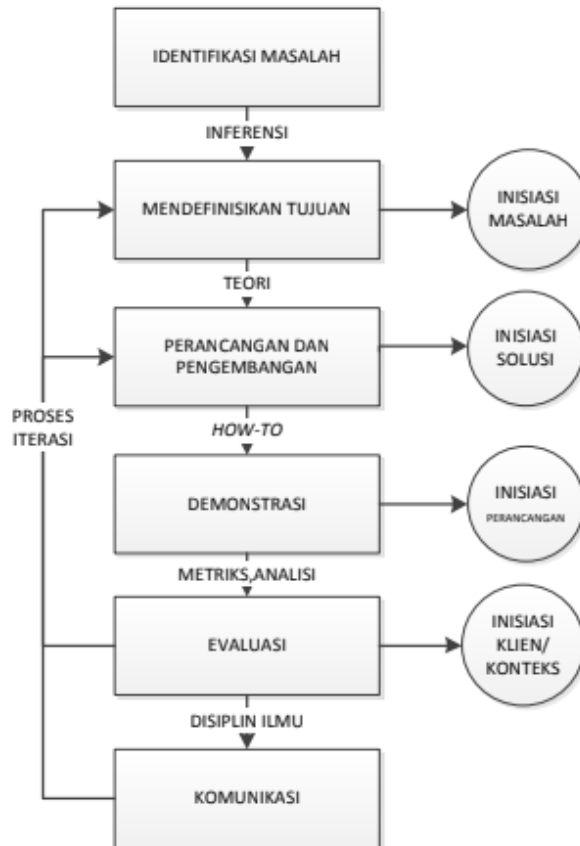 IDENTIFIKASI MASALAH
INFERENSI
MENDEFINISIKAN TUJUAN
INISIASI
MASALAH
TEORI
PERANCANGAN DAN
PENGEMBANGAN
INISIASI
SOLUSI
PROSES
ITERASI
HOW-TO
DEMONSTRASI
INISIASI
PERANCANGAN
METRIKS,ANALISI
EVALUASI
INISIASI
KLIEN/
KONTEKS
DISIPLIN ILMU
KOMUNIKASI